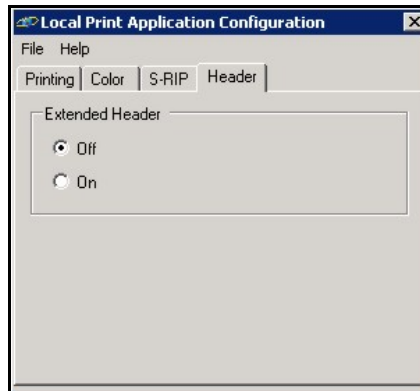 Local Print Application Configuration
File Help
Printing Color S-RIP Header
Extended Header
Off
On